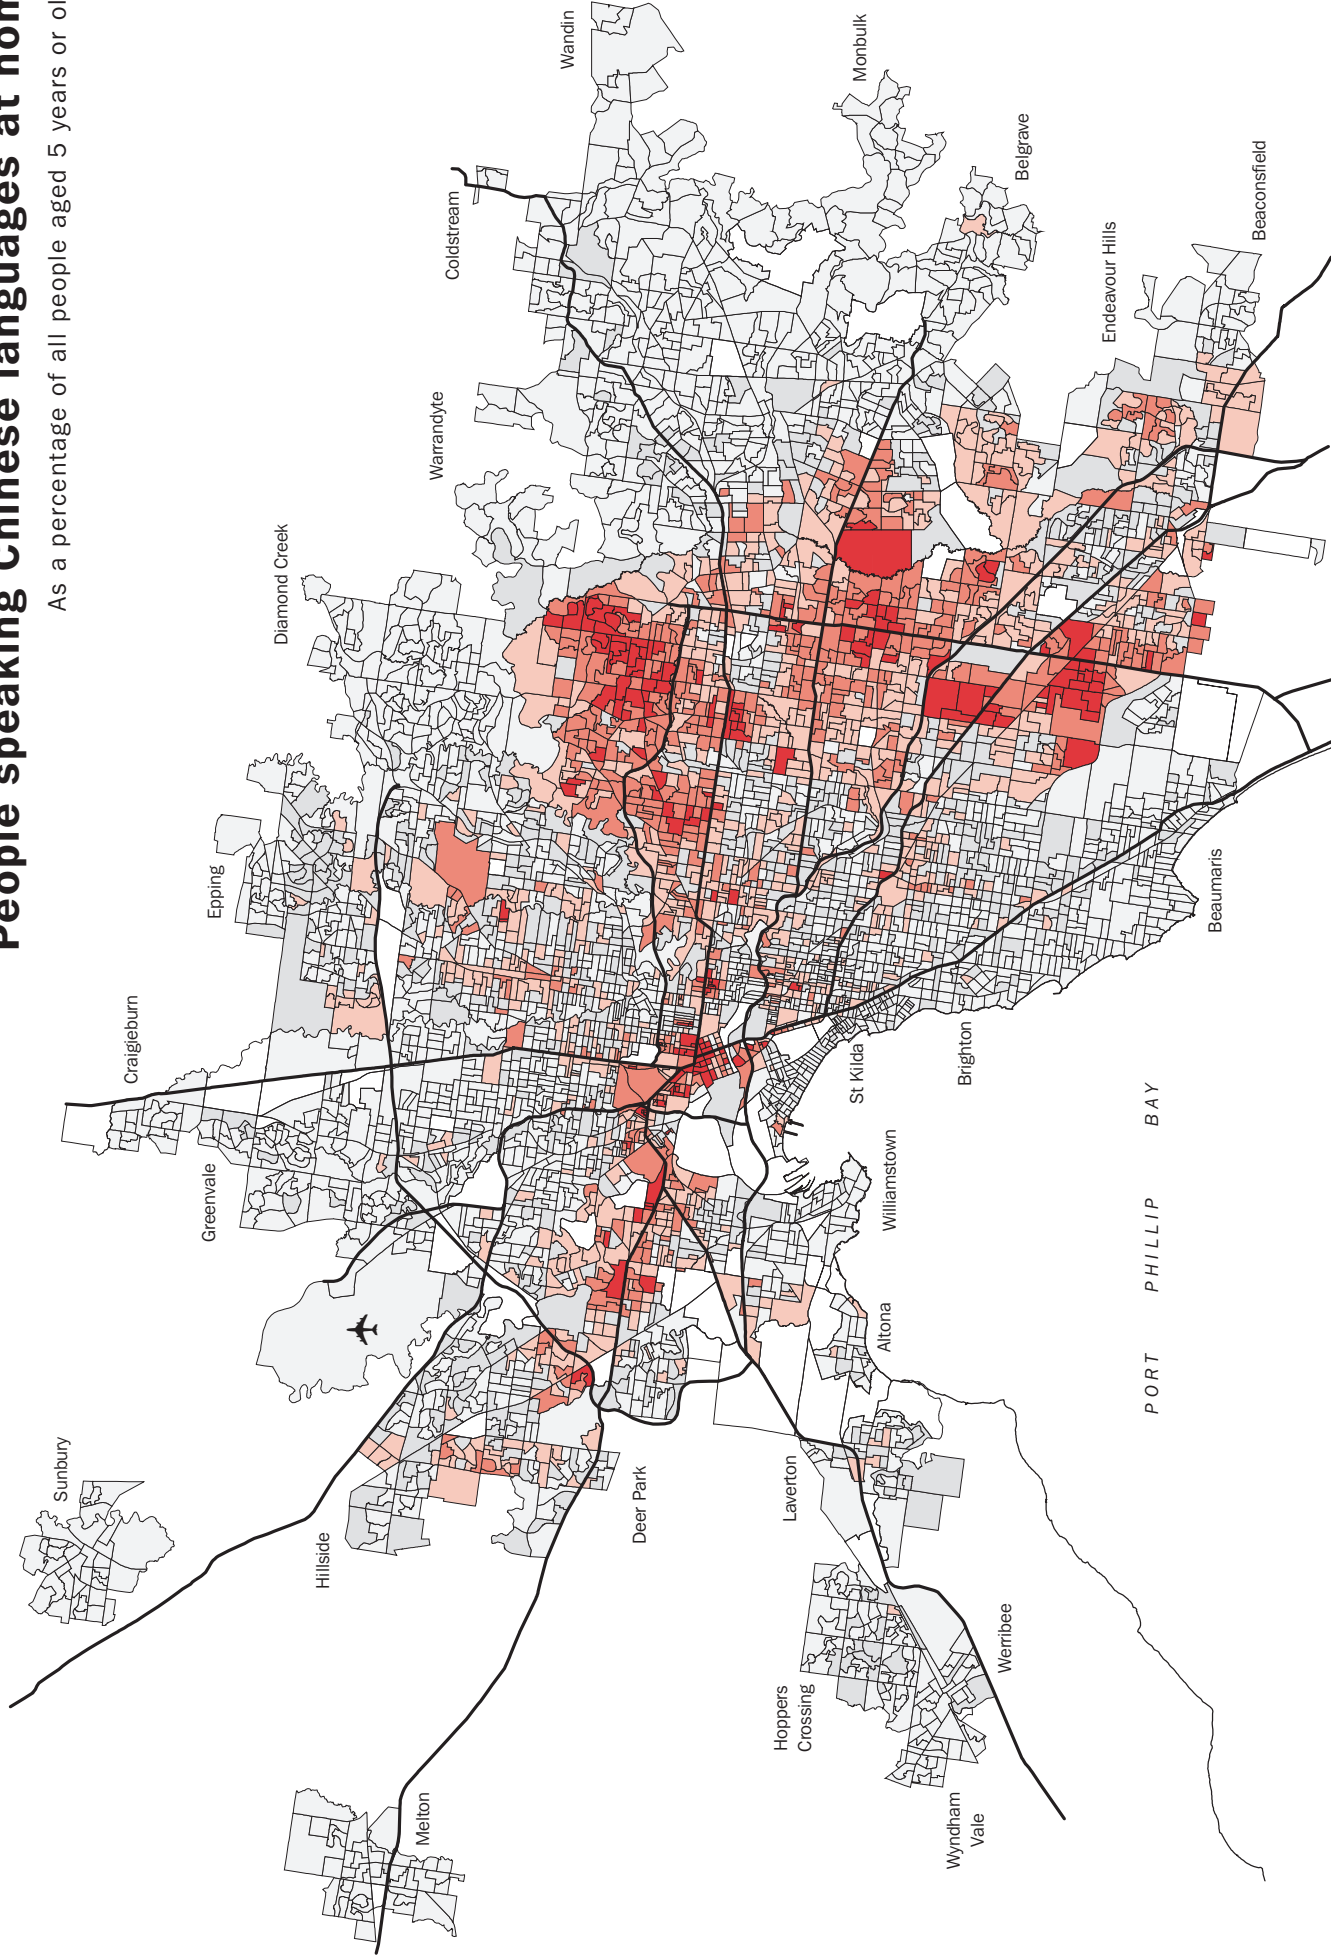 People speaking Chinese languages at
As a percentage of all people aged 5 years or
Wandin
Monbulk
Belgrave
Beaconsfield
Coldstream
Endeavour Hills
Warrandyte
Diamond Creek
Epping
Beaumaris
Craigieburn
St Kilda
Brighton
Greenvale
Williamstown
Altona
PORT PHILLIP BAY
Sunbury
Hillside
Deer Park
Laverton
Werribee
Hoppers
Crossing
Melton
Wyndham
Vale